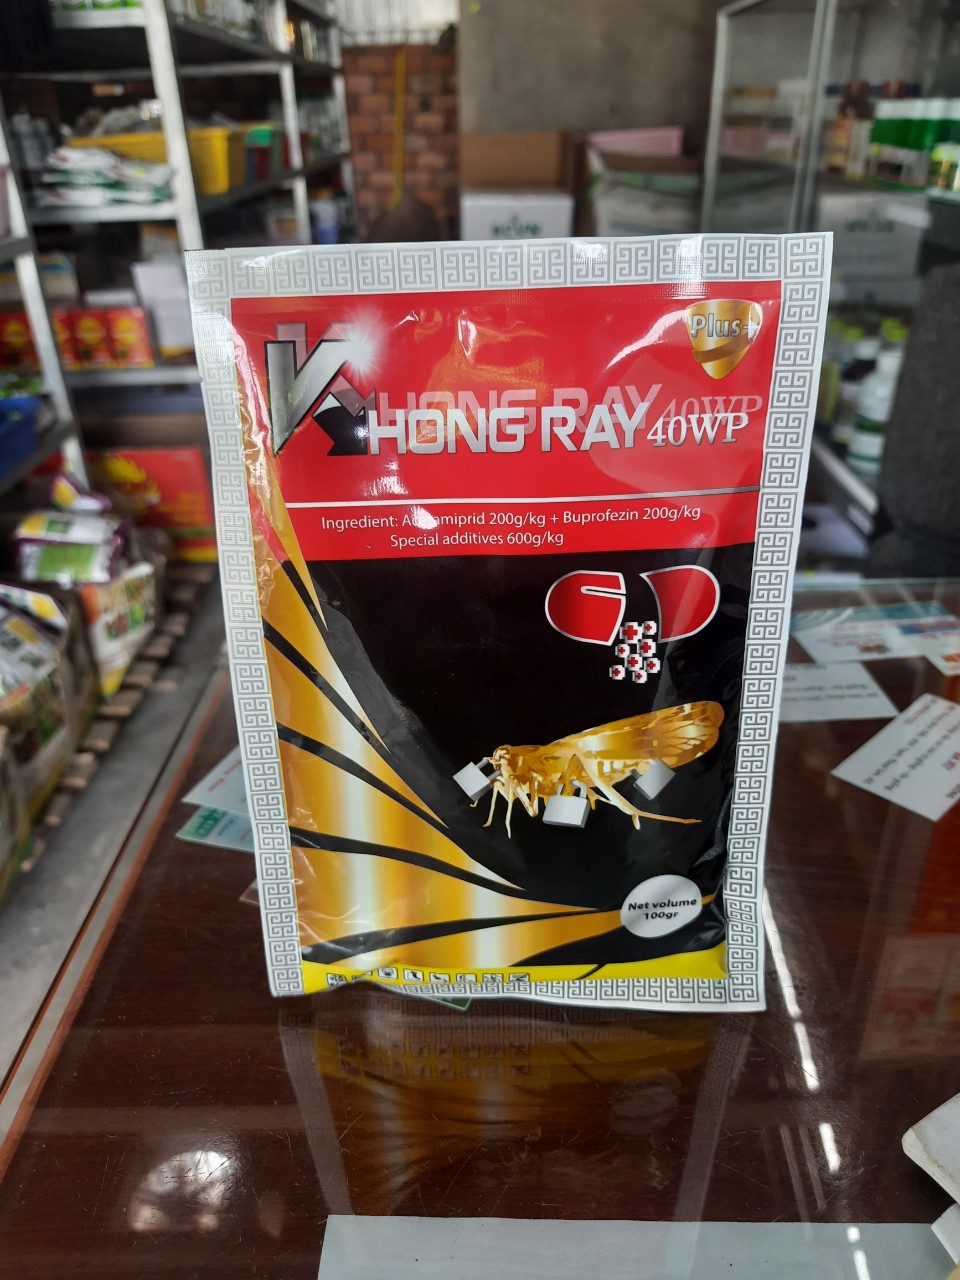 Plus+
KHONG RAY 40WP
Ingredient: Acetamiprid 200g/kg + Buprofezin 200g/kg
Special additives 600g/kg
Net volume
100gr